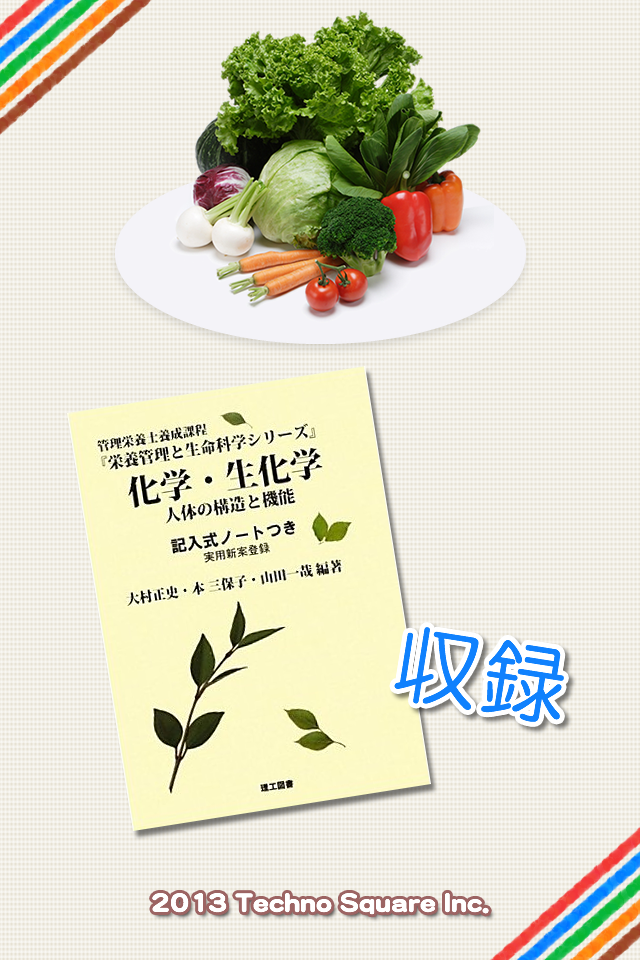 管理栄養士養成課程
『栄養管理と生命科学シリーズ』
化学・生化学
人体の構造と機能
記入式ノートつき
実用新案登録
大村正史・本 三保子・山田一哉 編著
理工図書
収録
2013 Techno Square Inc.